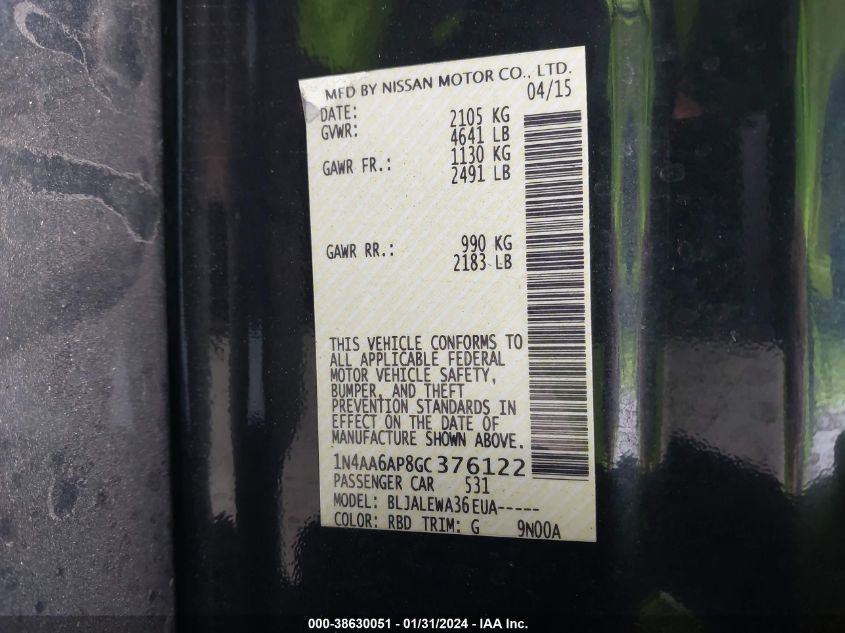 MFD BY NISSAN MOTOR CO., LTD.
DATE: 04/15
GVWR: 2105 KG
4641 LB
GAWR FR.: 1130 KG
2491 LB
GAWR RR.: 990 KG
2183 LB
THIS VEHICLE CONFORMS TO
ALL APPLICABLE FEDERAL
MOTOR VEHICLE SAFETY,
BUMPER, AND THEFT
PREVENTION STANDARDS IN
EFFECT ON THE DATE OF
MANUFACTURE SHOWN ABOVE.
1N4AA6AP8GC376122
PASSENGER CAR 531
MODEL: BLJALEWA36EUA-----
COLOR: RBD TRIM: G 9N00A
000-38630051 - 01/31/2024 - IAA Inc.